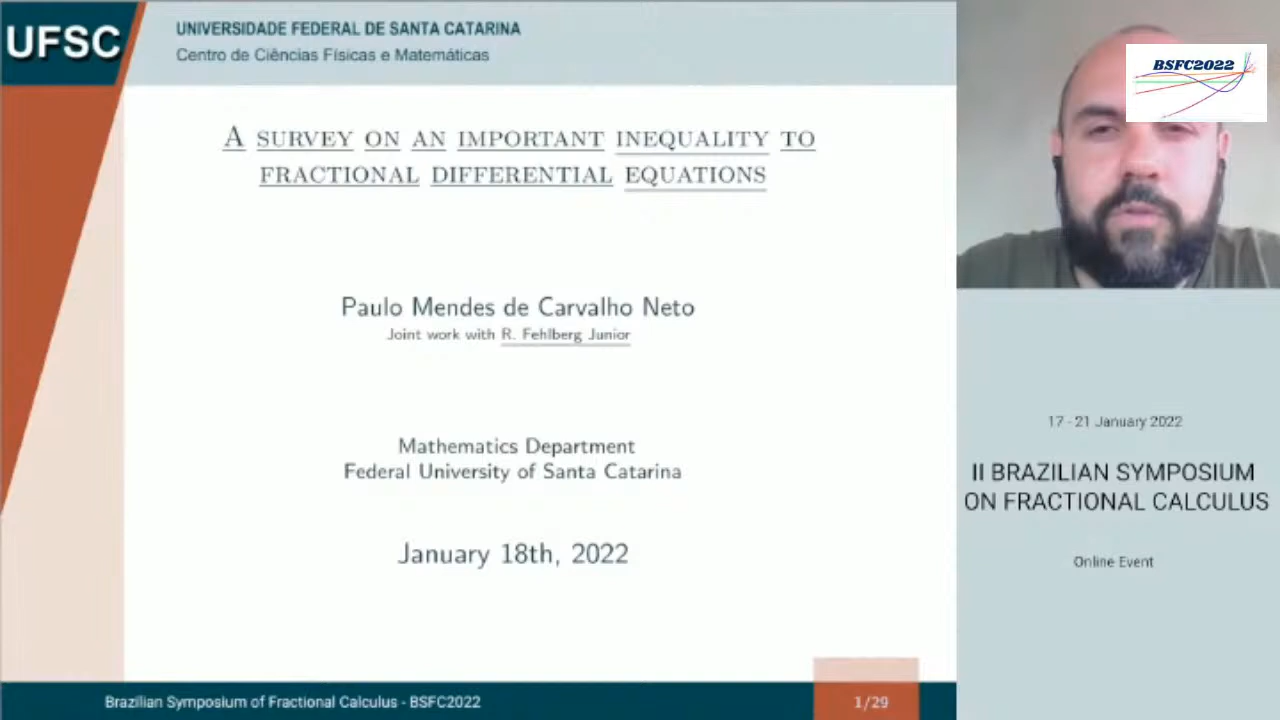 UFSC
UNIVERSIDADE FEDERAL DE SANTA CATARINA
Centro de Ciências Físicas e Matemáticas
A SURVEY ON AN IMPORTANT INEQUALITY TO
FRACTIONAL DIFFERENTIAL EQUATIONS
Paulo Mendes de Carvalho Neto
Joint work with R. Fehlberg Junior
Mathematics Department
Federal University of Santa Catarina
January 18th, 2022
Brazilian Symposium of Fractional Calculus - BSFC2022
1/29
BSFC2022
17 - 21 January 2022
II BRAZILIAN SYMPOSIUM
ON FRACTIONAL CALCULUS
Online Event